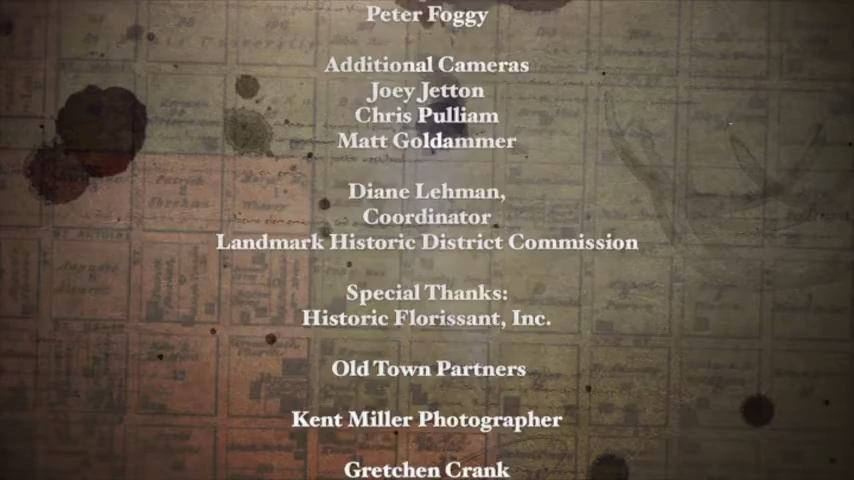 Peter Foggy
Additional Cameras
Joey Jetton
Chris Pulliam
Matt Goldammer
Diane Lehman,
Coordinator
Landmark Historic District Commission
Special Thanks:
Historic Florissant, Inc.
Old Town Partners
Kent Miller Photographer
Gretchen Crank